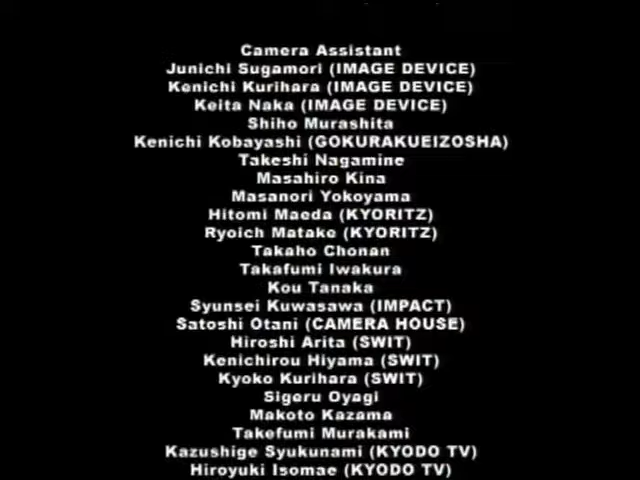 Camera Assistant
Junichi Sugamori (IMAGE DEVICE)
Kenichi Kurihara (IMAGE DEVICE)
Keita Naka (IMAGE DEVICE)
Shiho Murashita
Kenichi Kobayashi (GOKURAKUEIZOSHA)
Takeshi Nagamine
Masahiro Kina
Masanori Yokoyama
Hitomi Maeda (KYORITZ)
Ryoich Matake (KYORITZ)
Takaho Chonan
Takafumi Iwakura
Kou Tanaka
Syunsei Kuwasawa (IMPACT)
Satoshi Otani (CAMERA HOUSE)
Hiroshi Arita (SWIT)
Kenichirou Hiyama (SWIT)
Kyoko Kurihara (SWIT)
Sigeru Oyagi
Makoto Kazama
Takefumi Murakami
Kazushige Syukunami (KYODO TV)
Hiroyuki Isomae (KYODO TV)